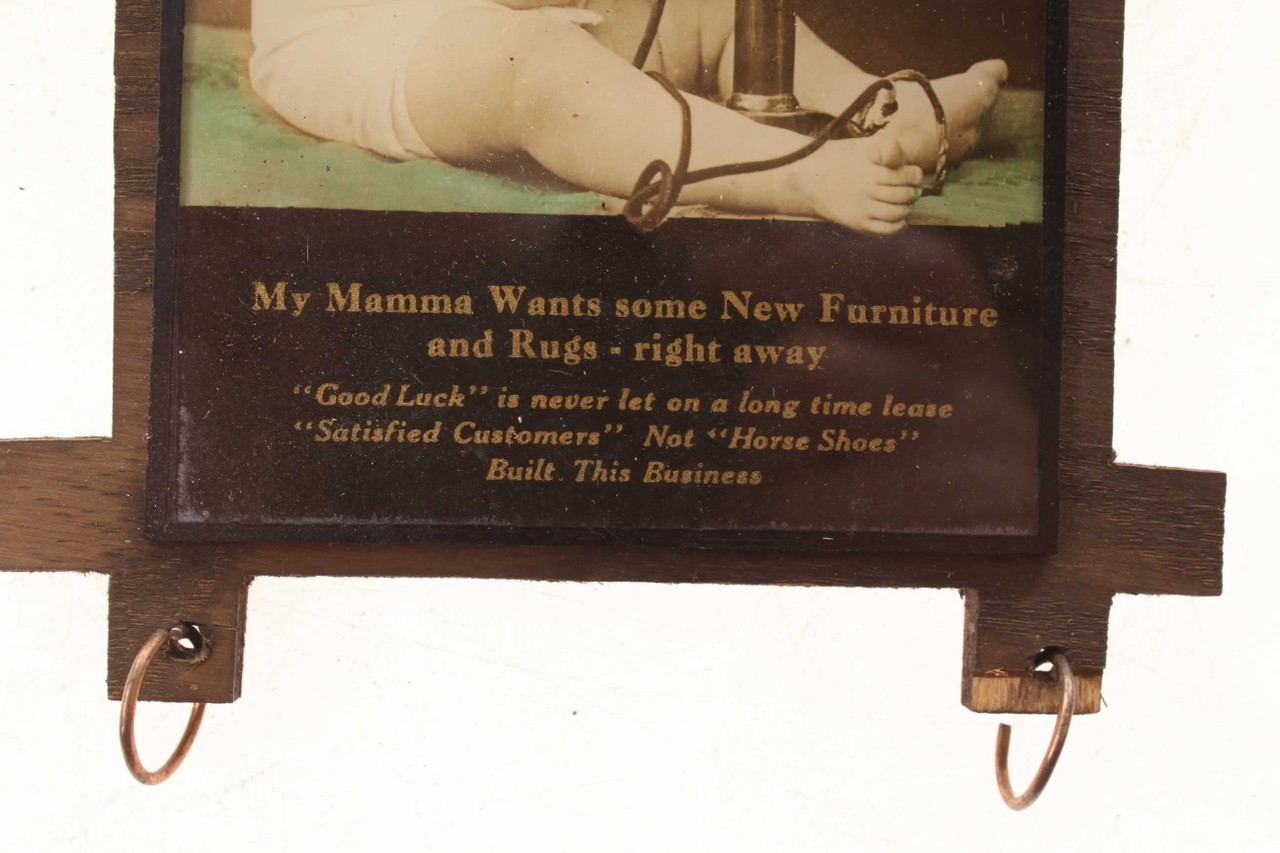 My Mamma Wants some New Furniture
and Rugs - right away
"Good Luck" is never let on a long time lease
"Satisfied Customers" Not "Horse Shoes"
Built This Business